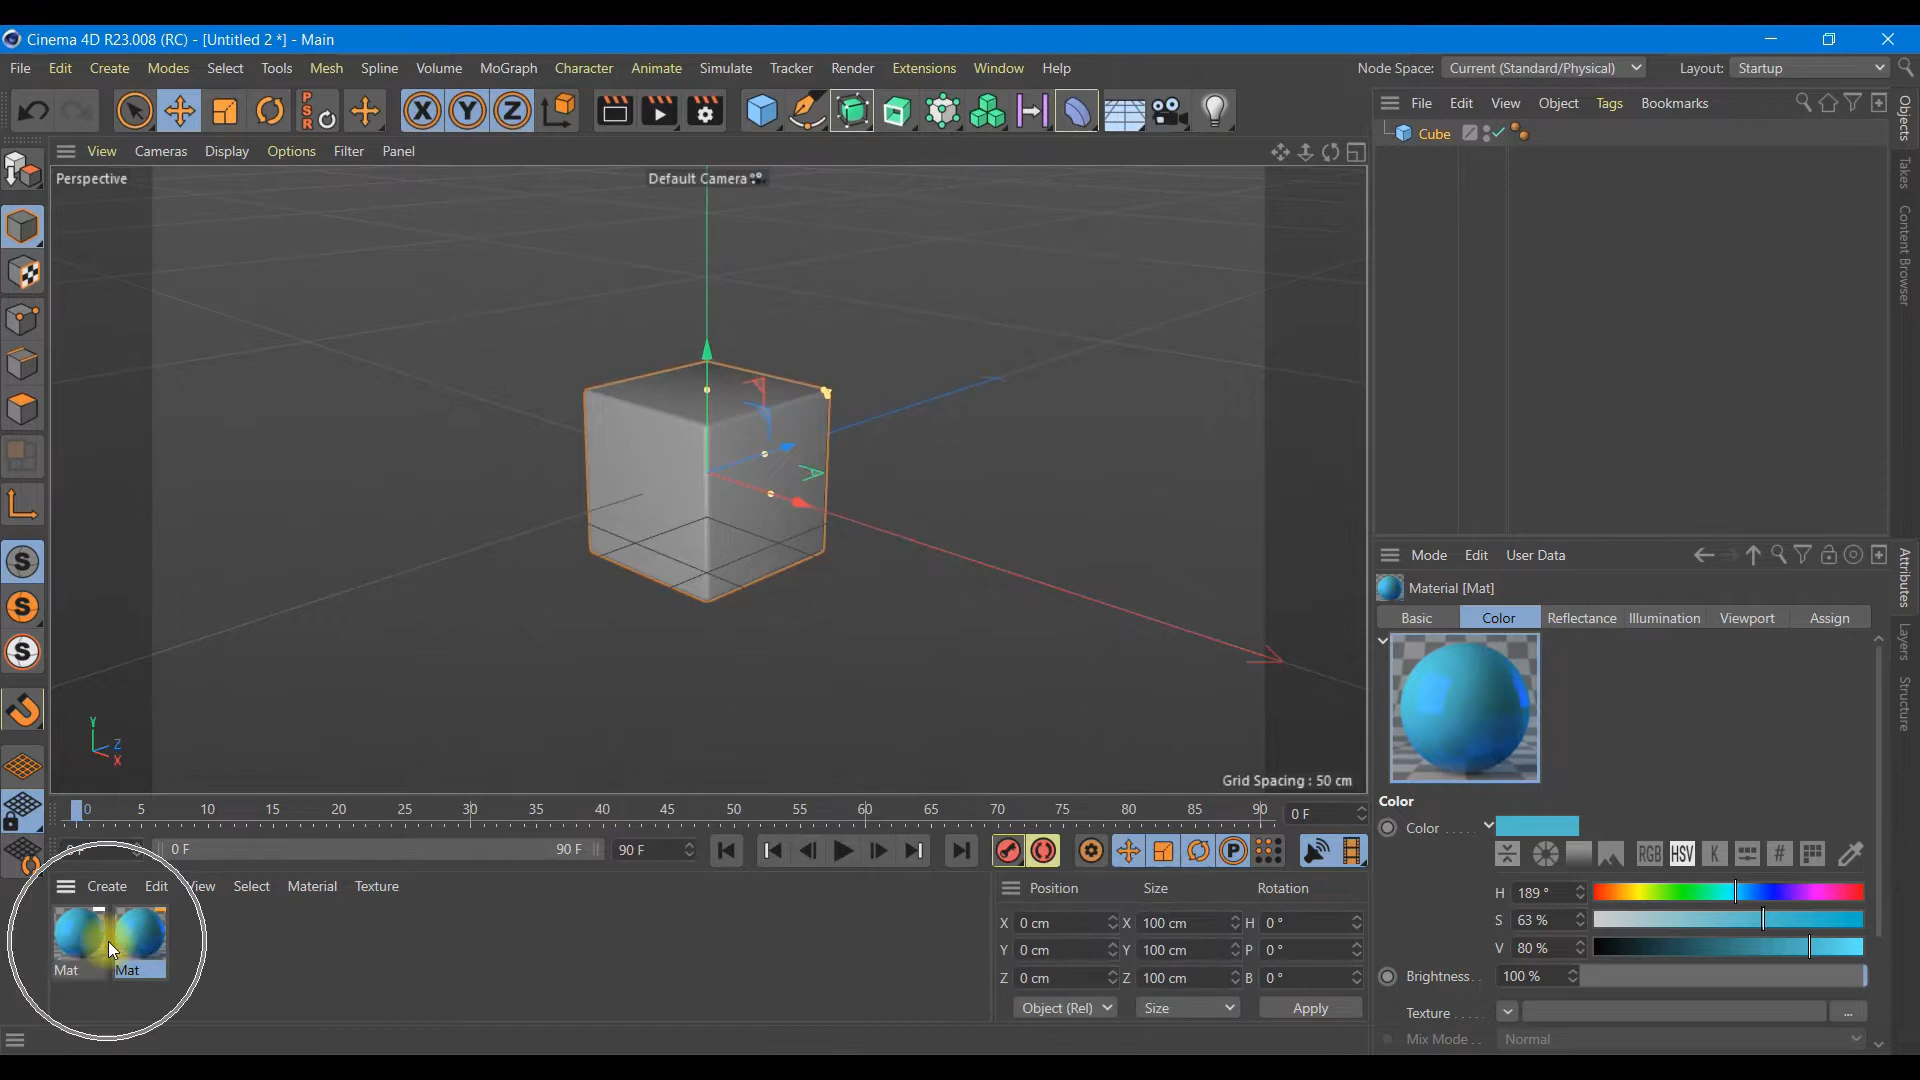 Cinema 4D R23.008 (RC) - [Untitled 2 *] - Main
File Edit Create Modes Select Tools Mesh Spline Volume MoGraph Character Animate Simulate Tracker Render Extensions Window Help
Node Space: Current (Standard/Physical) Layout: Startup
PSR X Y Z
File Edit View Object Tags Bookmarks
Cube
View Cameras Display Options Filter Panel
Perspective
Default Camera
Objects
Takes
Content Browser
Y
Z
X
Grid Spacing : 50 cm
Mode Edit User Data
Material [Mat]
Basic Color Reflectance Illumination Viewport Assign
Attributes
Layers
Structure
Color
Color
RGB HSV K #
H 189 °
S 63 %
V 80 %
Brightness 100 %
Texture ...
Mix Mode Normal
0 5 10 15 20 25 30 35 40 45 50 55 60 65 70 75 80 85 90 0 F
0 F 90 F 90 F
P
Create Edit View Select Material Texture
Mat Mat
Position Size Rotation
X 0 cm X 100 cm H 0 °
Y 0 cm Y 100 cm P 0 °
Z 0 cm Z 100 cm B 0 °
Object (Rel) Size Apply